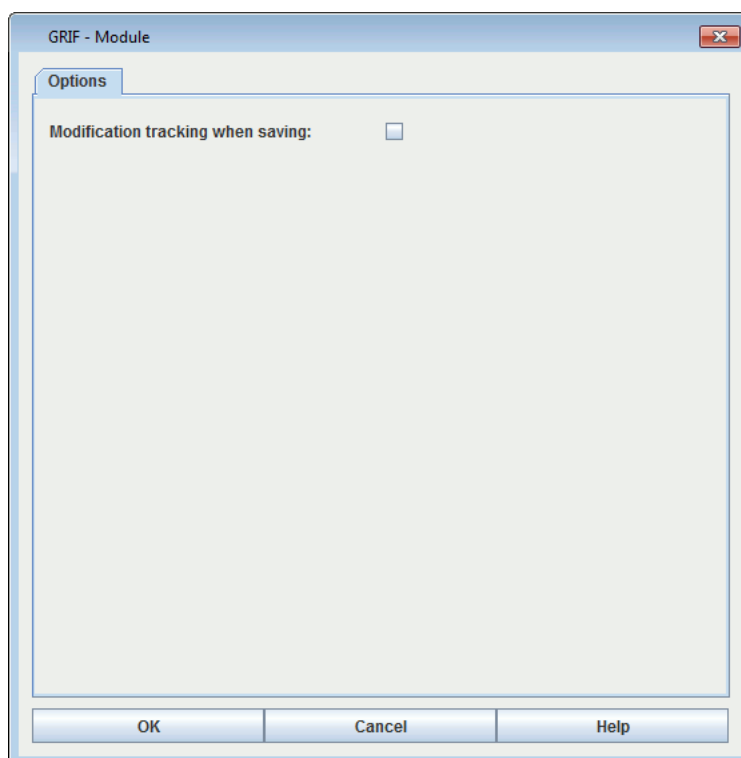 GRIF - Module
Options
Modification tracking when saving:
OK Cancel Help